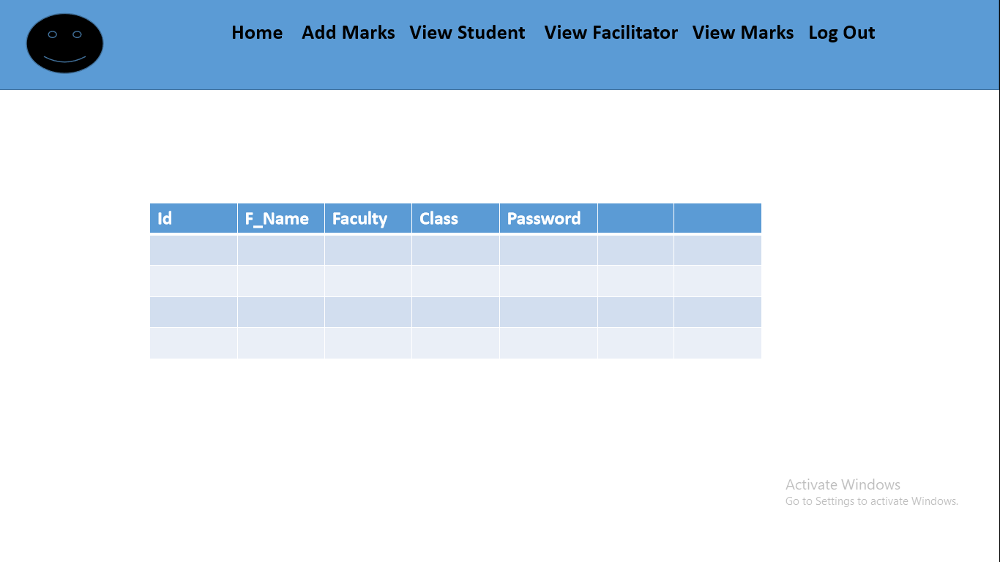 Home Add Marks View Student View Facilitator View Marks Log Out
Id F_Name Faculty Class Password
Activate Windows
Go to Settings to activate Windows.